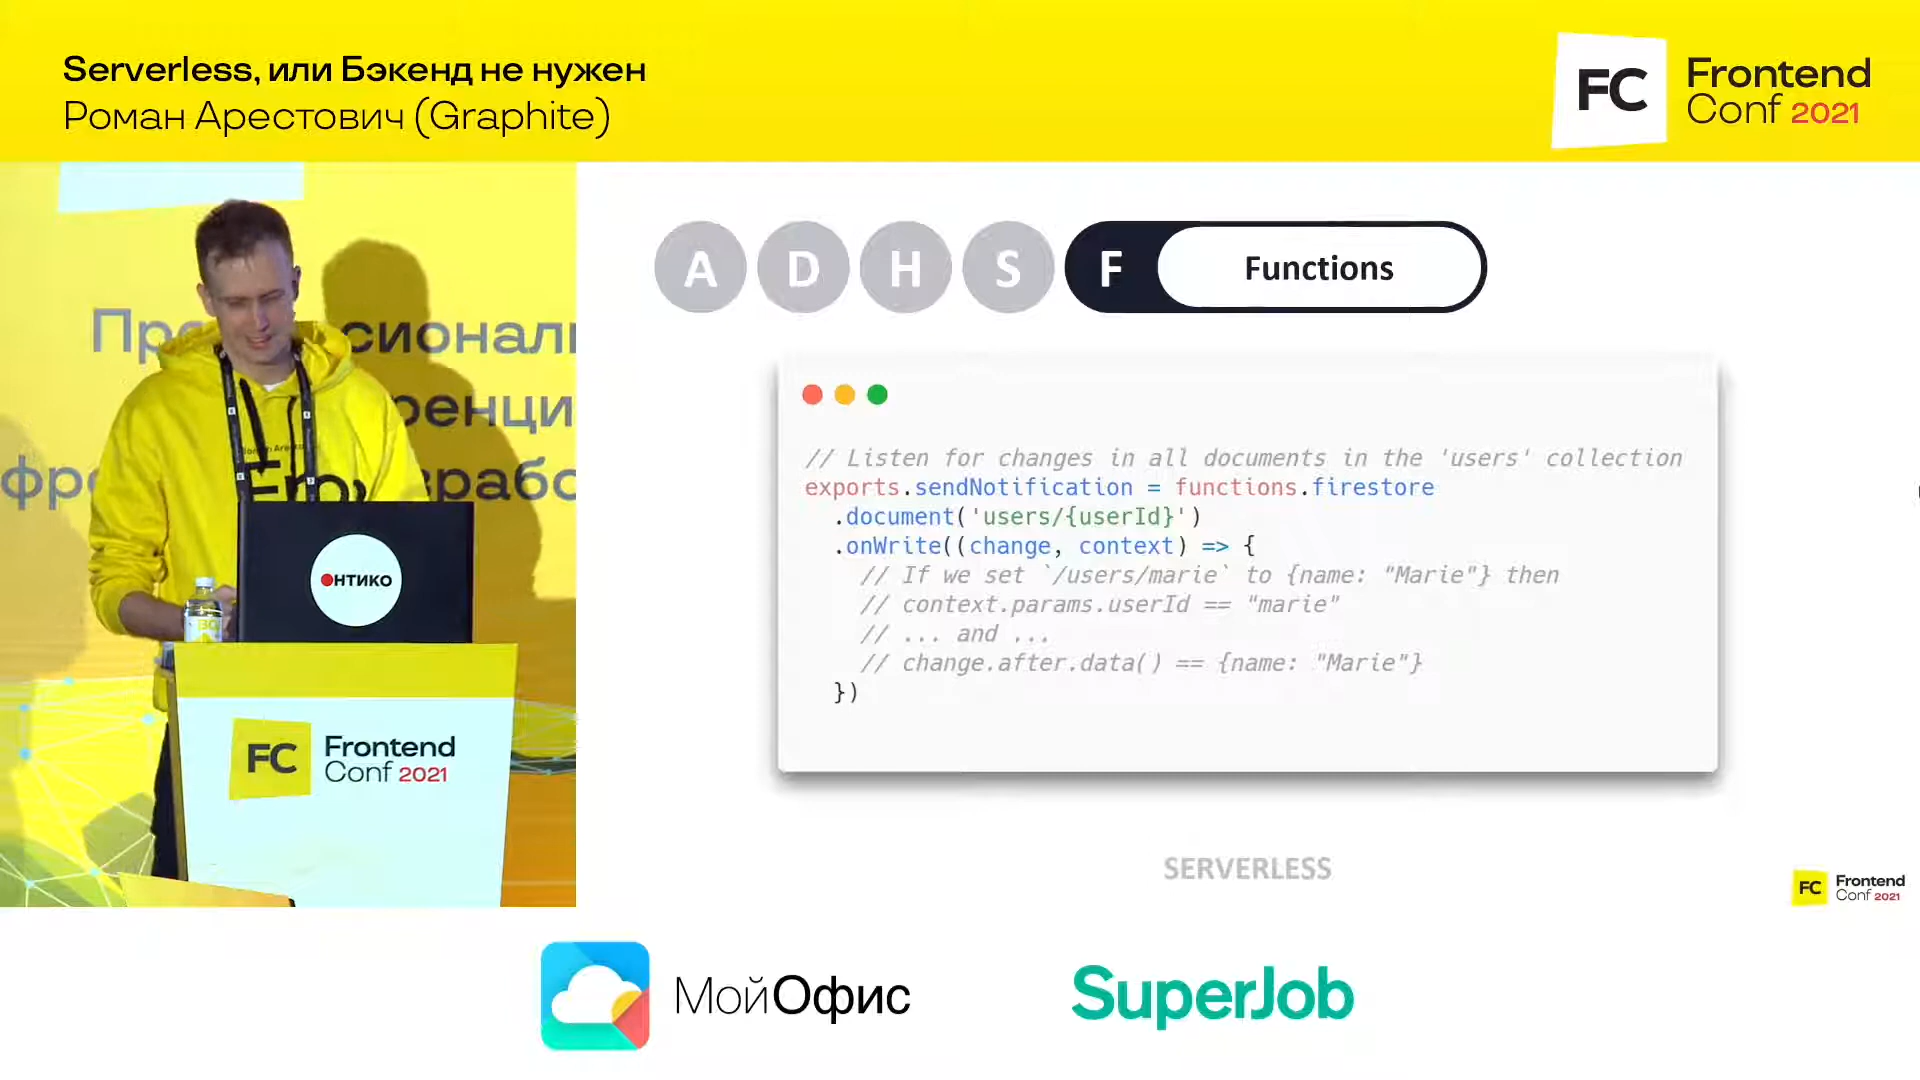 Serverless, или Бэкенд не нужен
Роман Арестович (Graphite)
FC
Frontend
Conf 2021
A D H S F Functions
// Listen for changes in all documents in the 'users' collection
exports.sendNotification = functions.firestore
.document('users/{userId}')
.onWrite((change, context) => {
// If we set `/users/marie` to {name: "Marie"} then
// context.params.userId == "marie"
// ... and ...
// change.after.data() == {name: "Marie"}
})
SERVERLESS
FC
Frontend
Conf 2021
ОНТИКО
FC
Frontend
Conf 2021
МойОфис
SuperJob